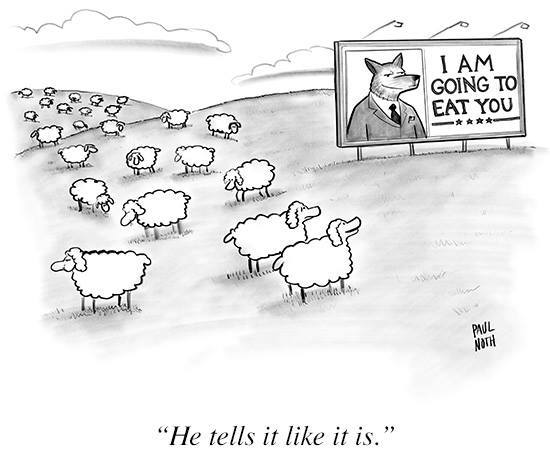 I AM
GOING TO
EAT YOU
PAUL
NOTH
“He tells it like it is.”